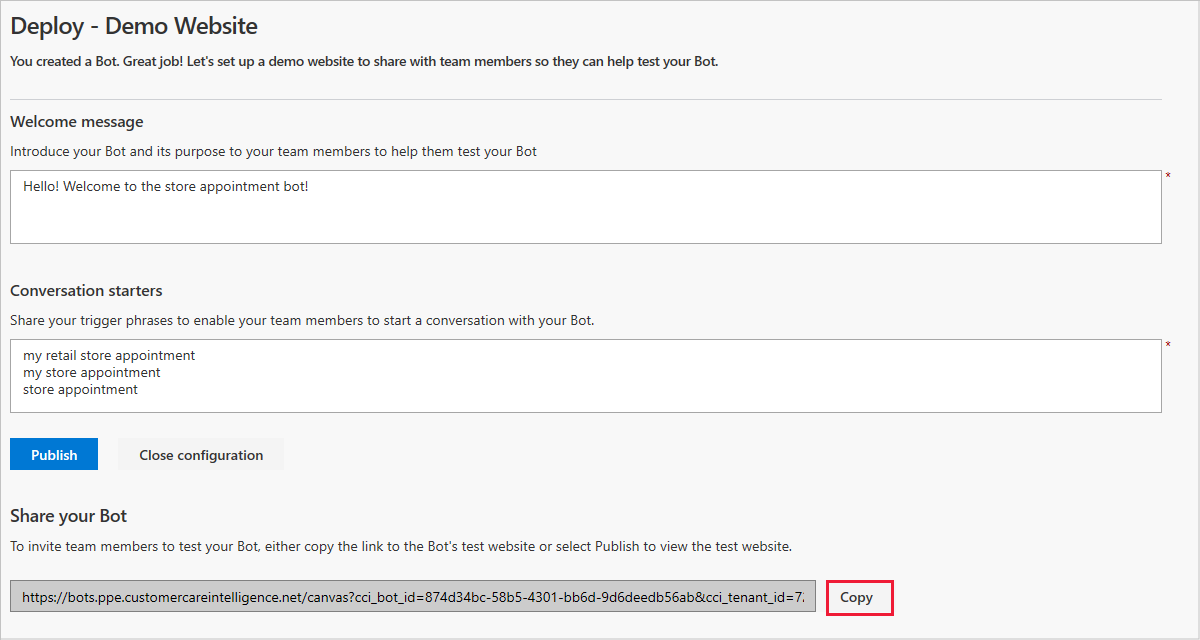 Deploy - Demo Website
You created a Bot. Great job! Let's set up a demo website to share with team members so they can help test your Bot.
Welcome message
Introduce your Bot and its purpose to your team members to help them test your Bot
Hello! Welcome to the store appointment bot!
*
Conversation starters
Share your trigger phrases to enable your team members to start a conversation with your Bot.
my retail store appointment
*
my store appointment
store appointment
Publish Close configuration
Share your Bot
To invite team members to test your Bot, either copy the link to the Bot's test website or select Publish to view the test website.
https://bots.ppe.customercareintelligence.net/canvas?cci_bot_id=874d34bc-58b5-4301-bb6d-9d6deedb56ab&cci_tenant_id=7 Copy